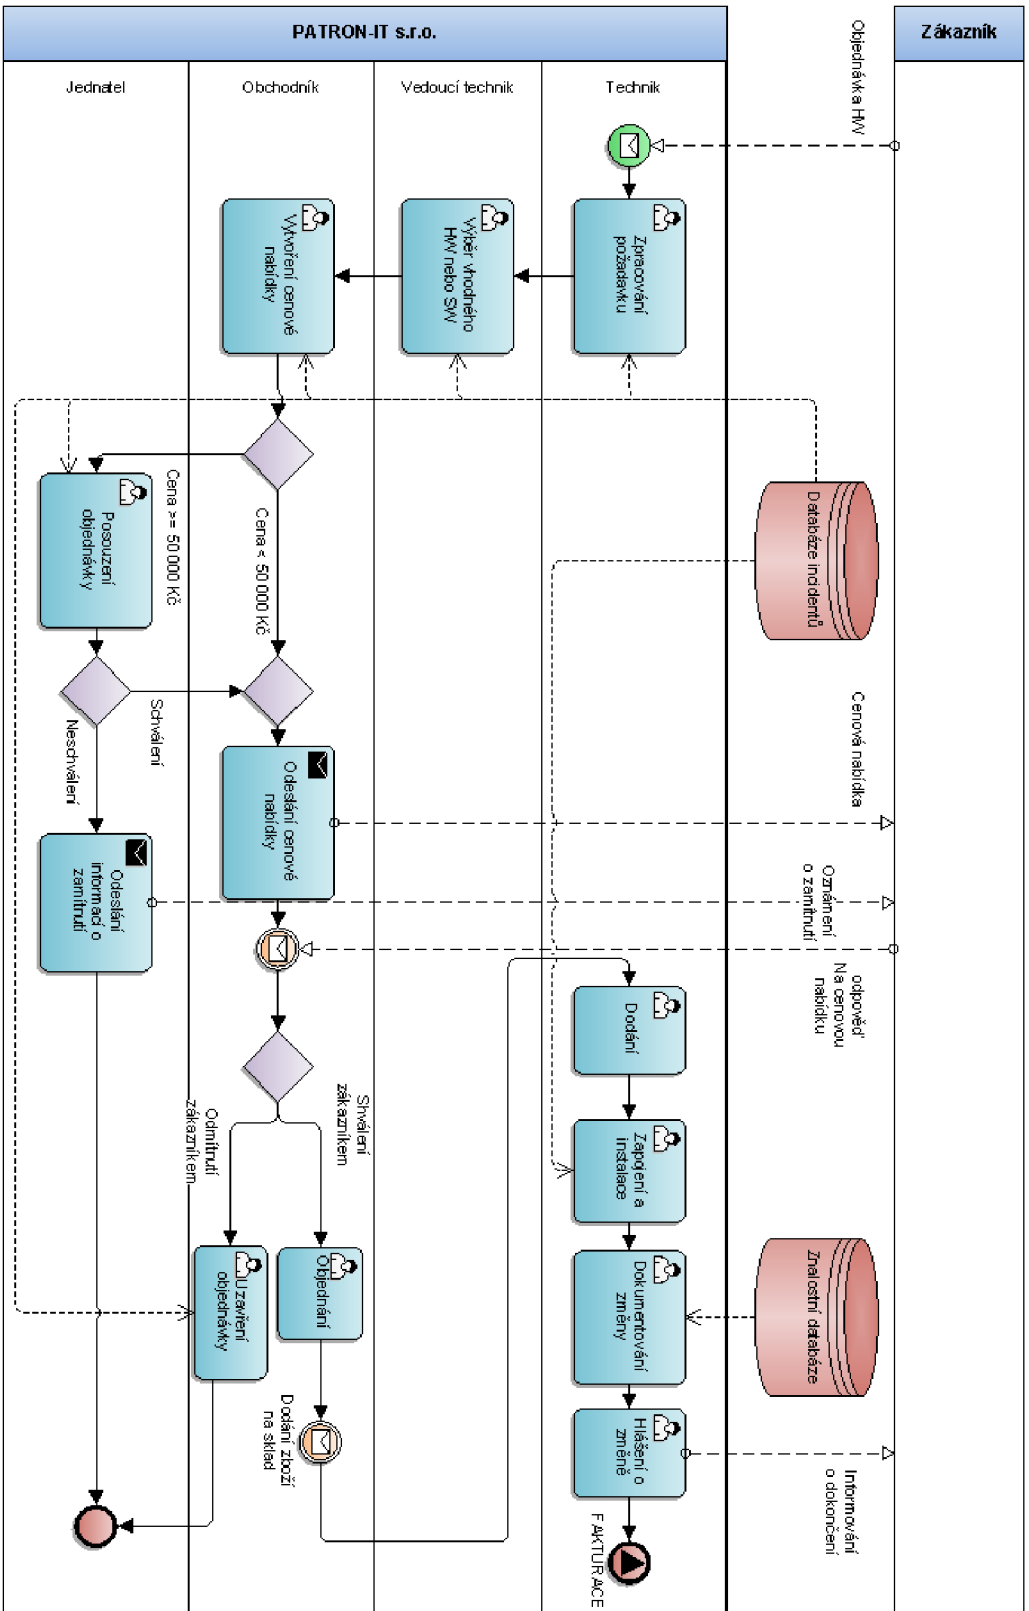 PATRON-IT s.r.o.
Zákazník
Jednatel
Obchodník
Vedoucí technik
Technik
Objednávka HW
Zpracování
požadavku
Výběr vhodného
HW nebo SW
Vytvoření cenové
nabídky
Databáze incidentů
Cena >= 50 000 Kč
Cena < 50 000 Kč
Posouzení
objednávky
Schválení
Neschválení
Odeslání cenové
nabídky
Cenová nabídka
Odeslání
informací o
zamítnutí
Oznámení
o zamítnutí
odpověď
Na cenovou
nabídku
Shválení
zákazníkem
Odmítnutí
zákazníkem
Objednání
Uzavření
objednávky
Dodání zboží
na sklad
Dodání
Zapojení a
instalace
Dokumentování
změny
Znalostní databáze
Hlášení o
změně
Informování
o dokončení
FAKTURACE